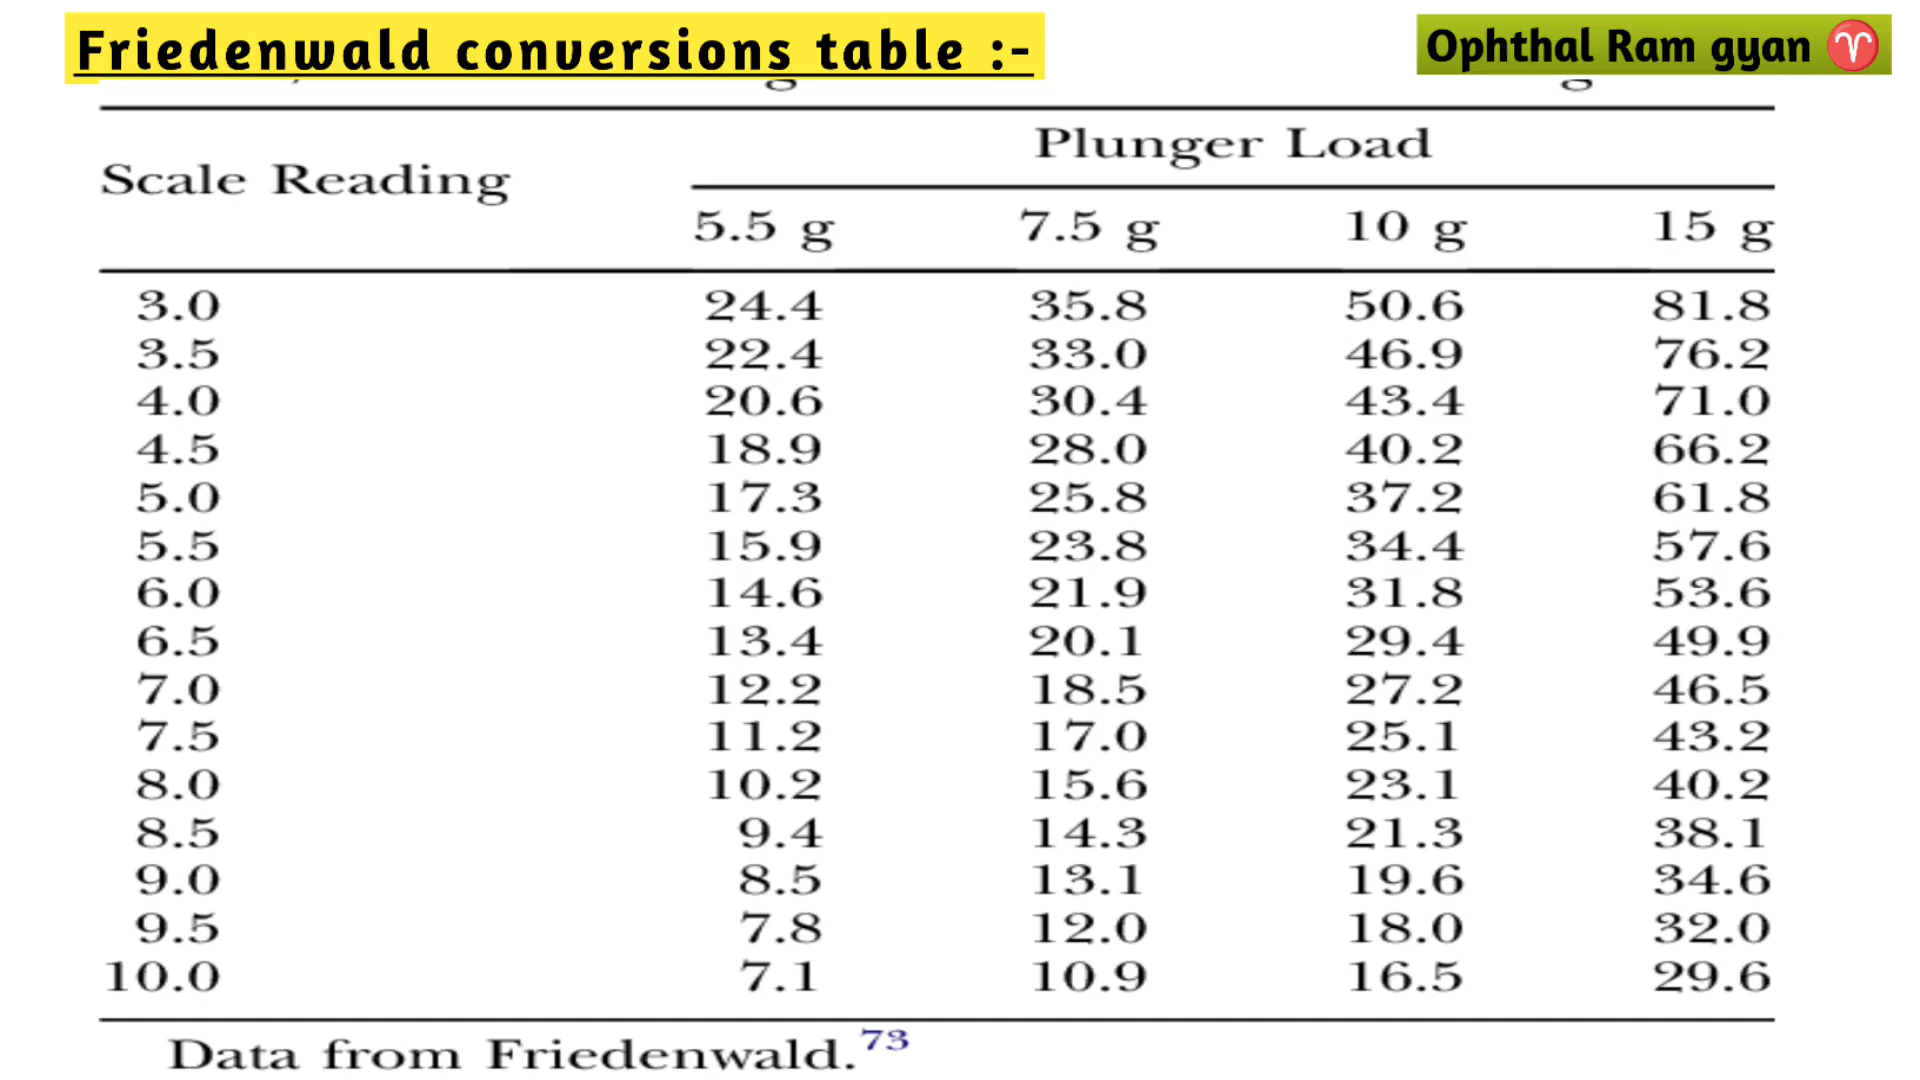 Friedenwald conversions table :-
Ophthal Ram gyan ♈
Plunger Load
Scale Reading
5.5 g 7.5 g 10 g 15 g
3.0 24.4 35.8 50.6 81.8
3.5 22.4 33.0 46.9 76.2
4.0 20.6 30.4 43.4 71.0
4.5 18.9 28.0 40.2 66.2
5.0 17.3 25.8 37.2 61.8
5.5 15.9 23.8 34.4 57.6
6.0 14.6 21.9 31.8 53.6
6.5 13.4 20.1 29.4 49.9
7.0 12.2 18.5 27.2 46.5
7.5 11.2 17.0 25.1 43.2
8.0 10.2 15.6 23.1 40.2
8.5 9.4 14.3 21.3 38.1
9.0 8.5 13.1 19.6 34.6
9.5 7.8 12.0 18.0 32.0
10.0 7.1 10.9 16.5 29.6
Data from Friedenwald.73